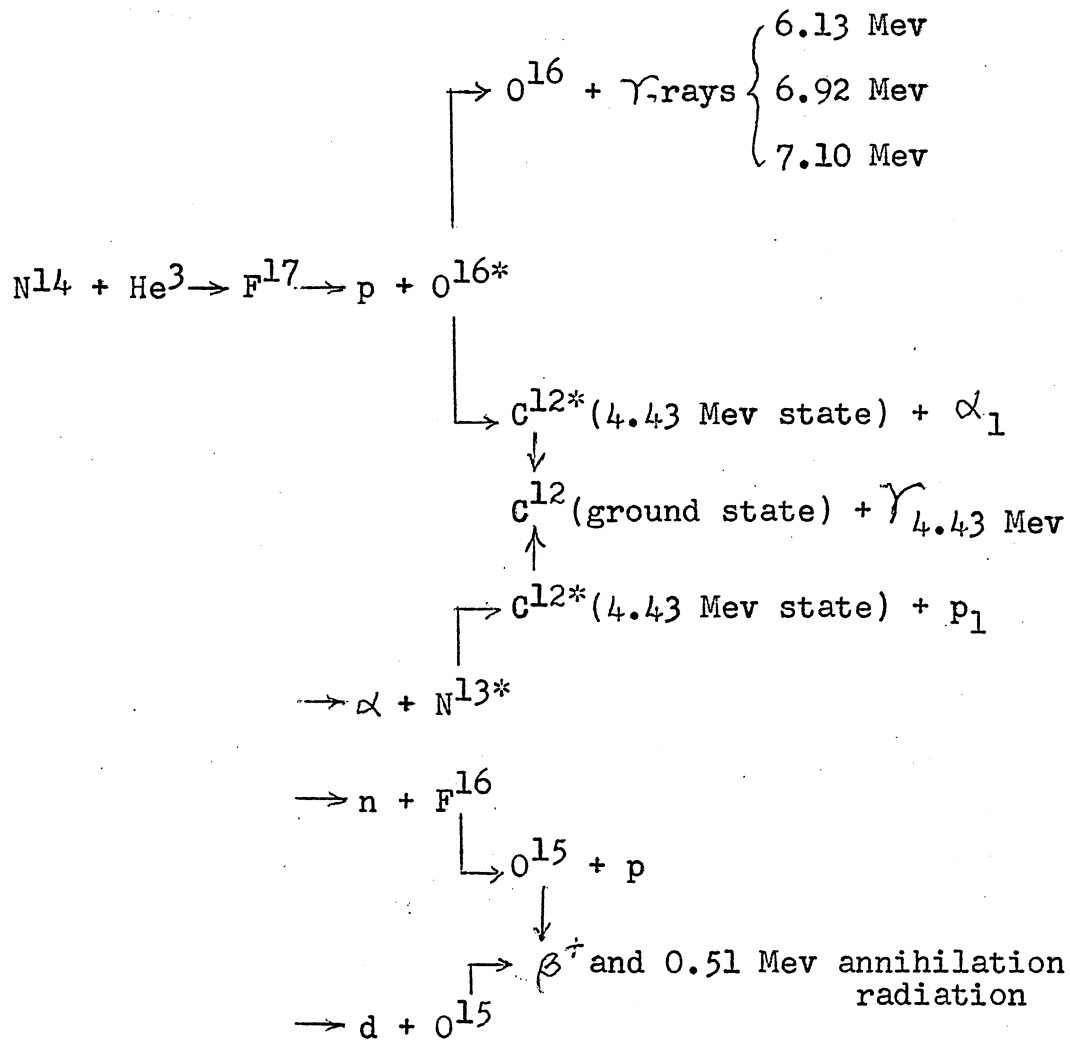 6.13 Mev
O¹⁶ + γ-rays { 6.92 Mev
7.10 Mev
N¹⁴ + He³ → F¹⁷ → p + O¹⁶*
→ C¹²* (4.43 Mev state) + α₁
↓
C¹² (ground state) + γ₄.₄₃ Mev
↑
→ C¹²* (4.43 Mev state) + p₁
→ α + N¹³*
→ n + F¹⁶
→ O¹⁵ + p
↓
→ β⁺ and 0.51 Mev annihilation
radiation
→ d + O¹⁵